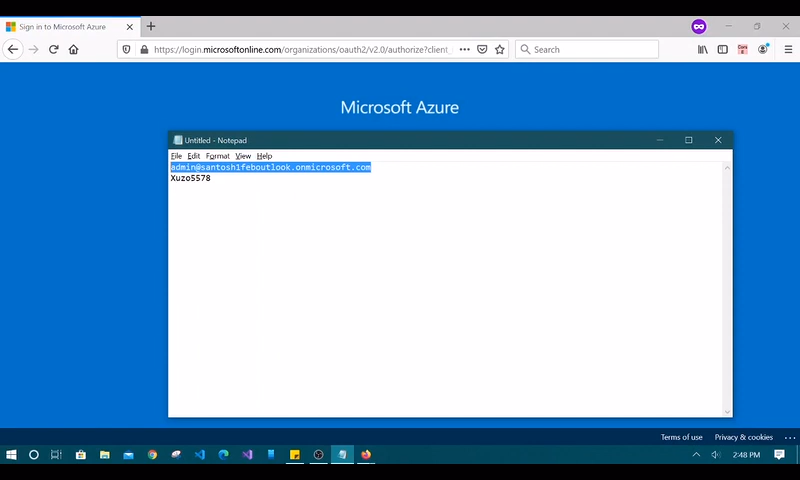 Sign in to Microsoft Azure
https://login.microsoftonline.com/organizations/oauth2/v2.0/authorize?client_
Search
Microsoft Azure
Untitled - Notepad
File Edit Format View Help
admin@santosh1feboutlook.onmicrosoft.com
Xuzo5578
Terms of use Privacy & cookies ...
2:48 PM